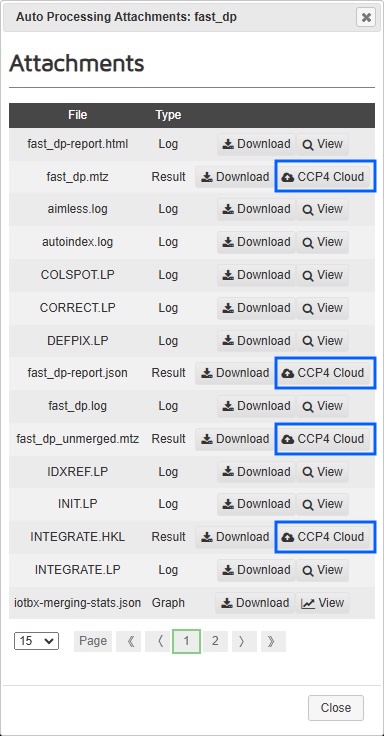 Auto Processing Attachments: fast_dp
Attachments
File Type
fast_dp-report.html Log Download View
fast_dp.mtz Result Download CCP4 Cloud
aimless.log Log Download View
autoindex.log Log Download View
COLSPOT.LP Log Download View
CORRECT.LP Log Download View
DEFPIX.LP Log Download View
fast_dp-report.json Result Download CCP4 Cloud
fast_dp.log Log Download View
fast_dp_unmerged.mtz Result Download CCP4 Cloud
IDXREF.LP Log Download View
INIT.LP Log Download View
INTEGRATE.HKL Result Download CCP4 Cloud
INTEGRATE.LP Log Download View
iotbx-merging-stats.json Graph Download View
15 Page 《 〈 1 2 〉 》
Close